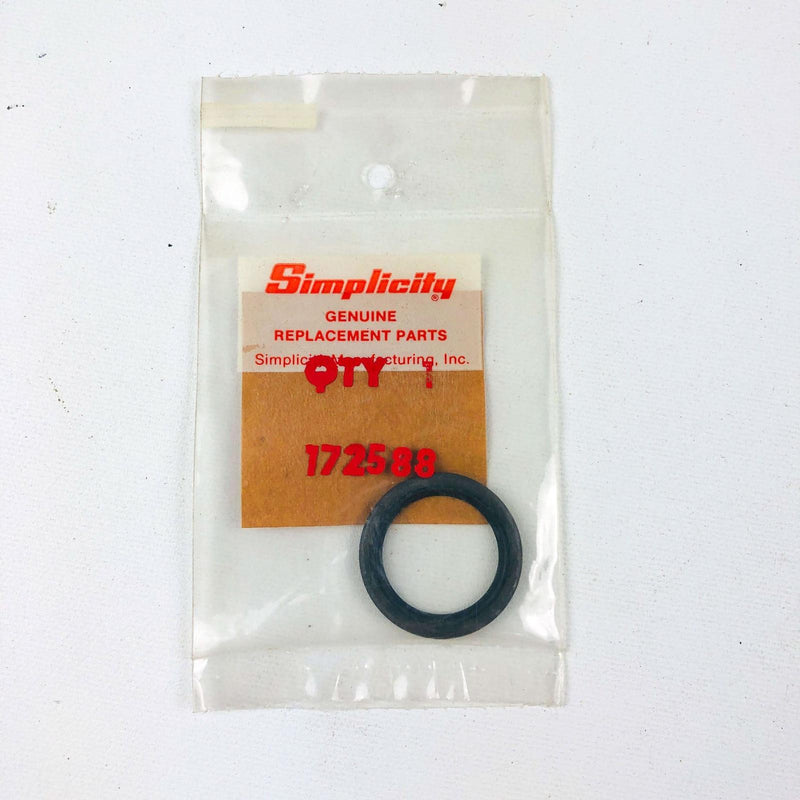 Simplicity®
GENUINE
REPLACEMENT PARTS
Simplicity Manufacturing, Inc.
QTY 1
172588